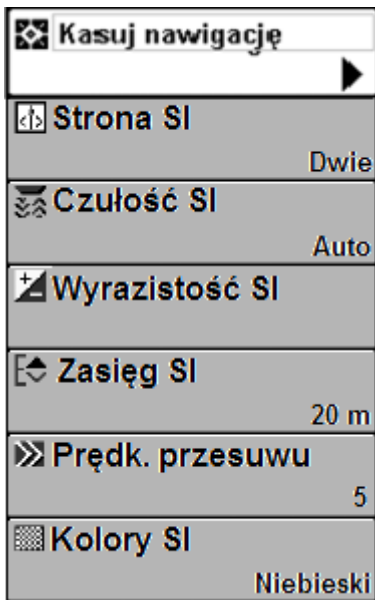 Kasuj nawigację
Strona SI
Dwie
Czułość SI
Auto
Wyrazistość SI
Zasięg SI
20 m
Prędk. przesuwu
5
Kolory SI
Niebieski